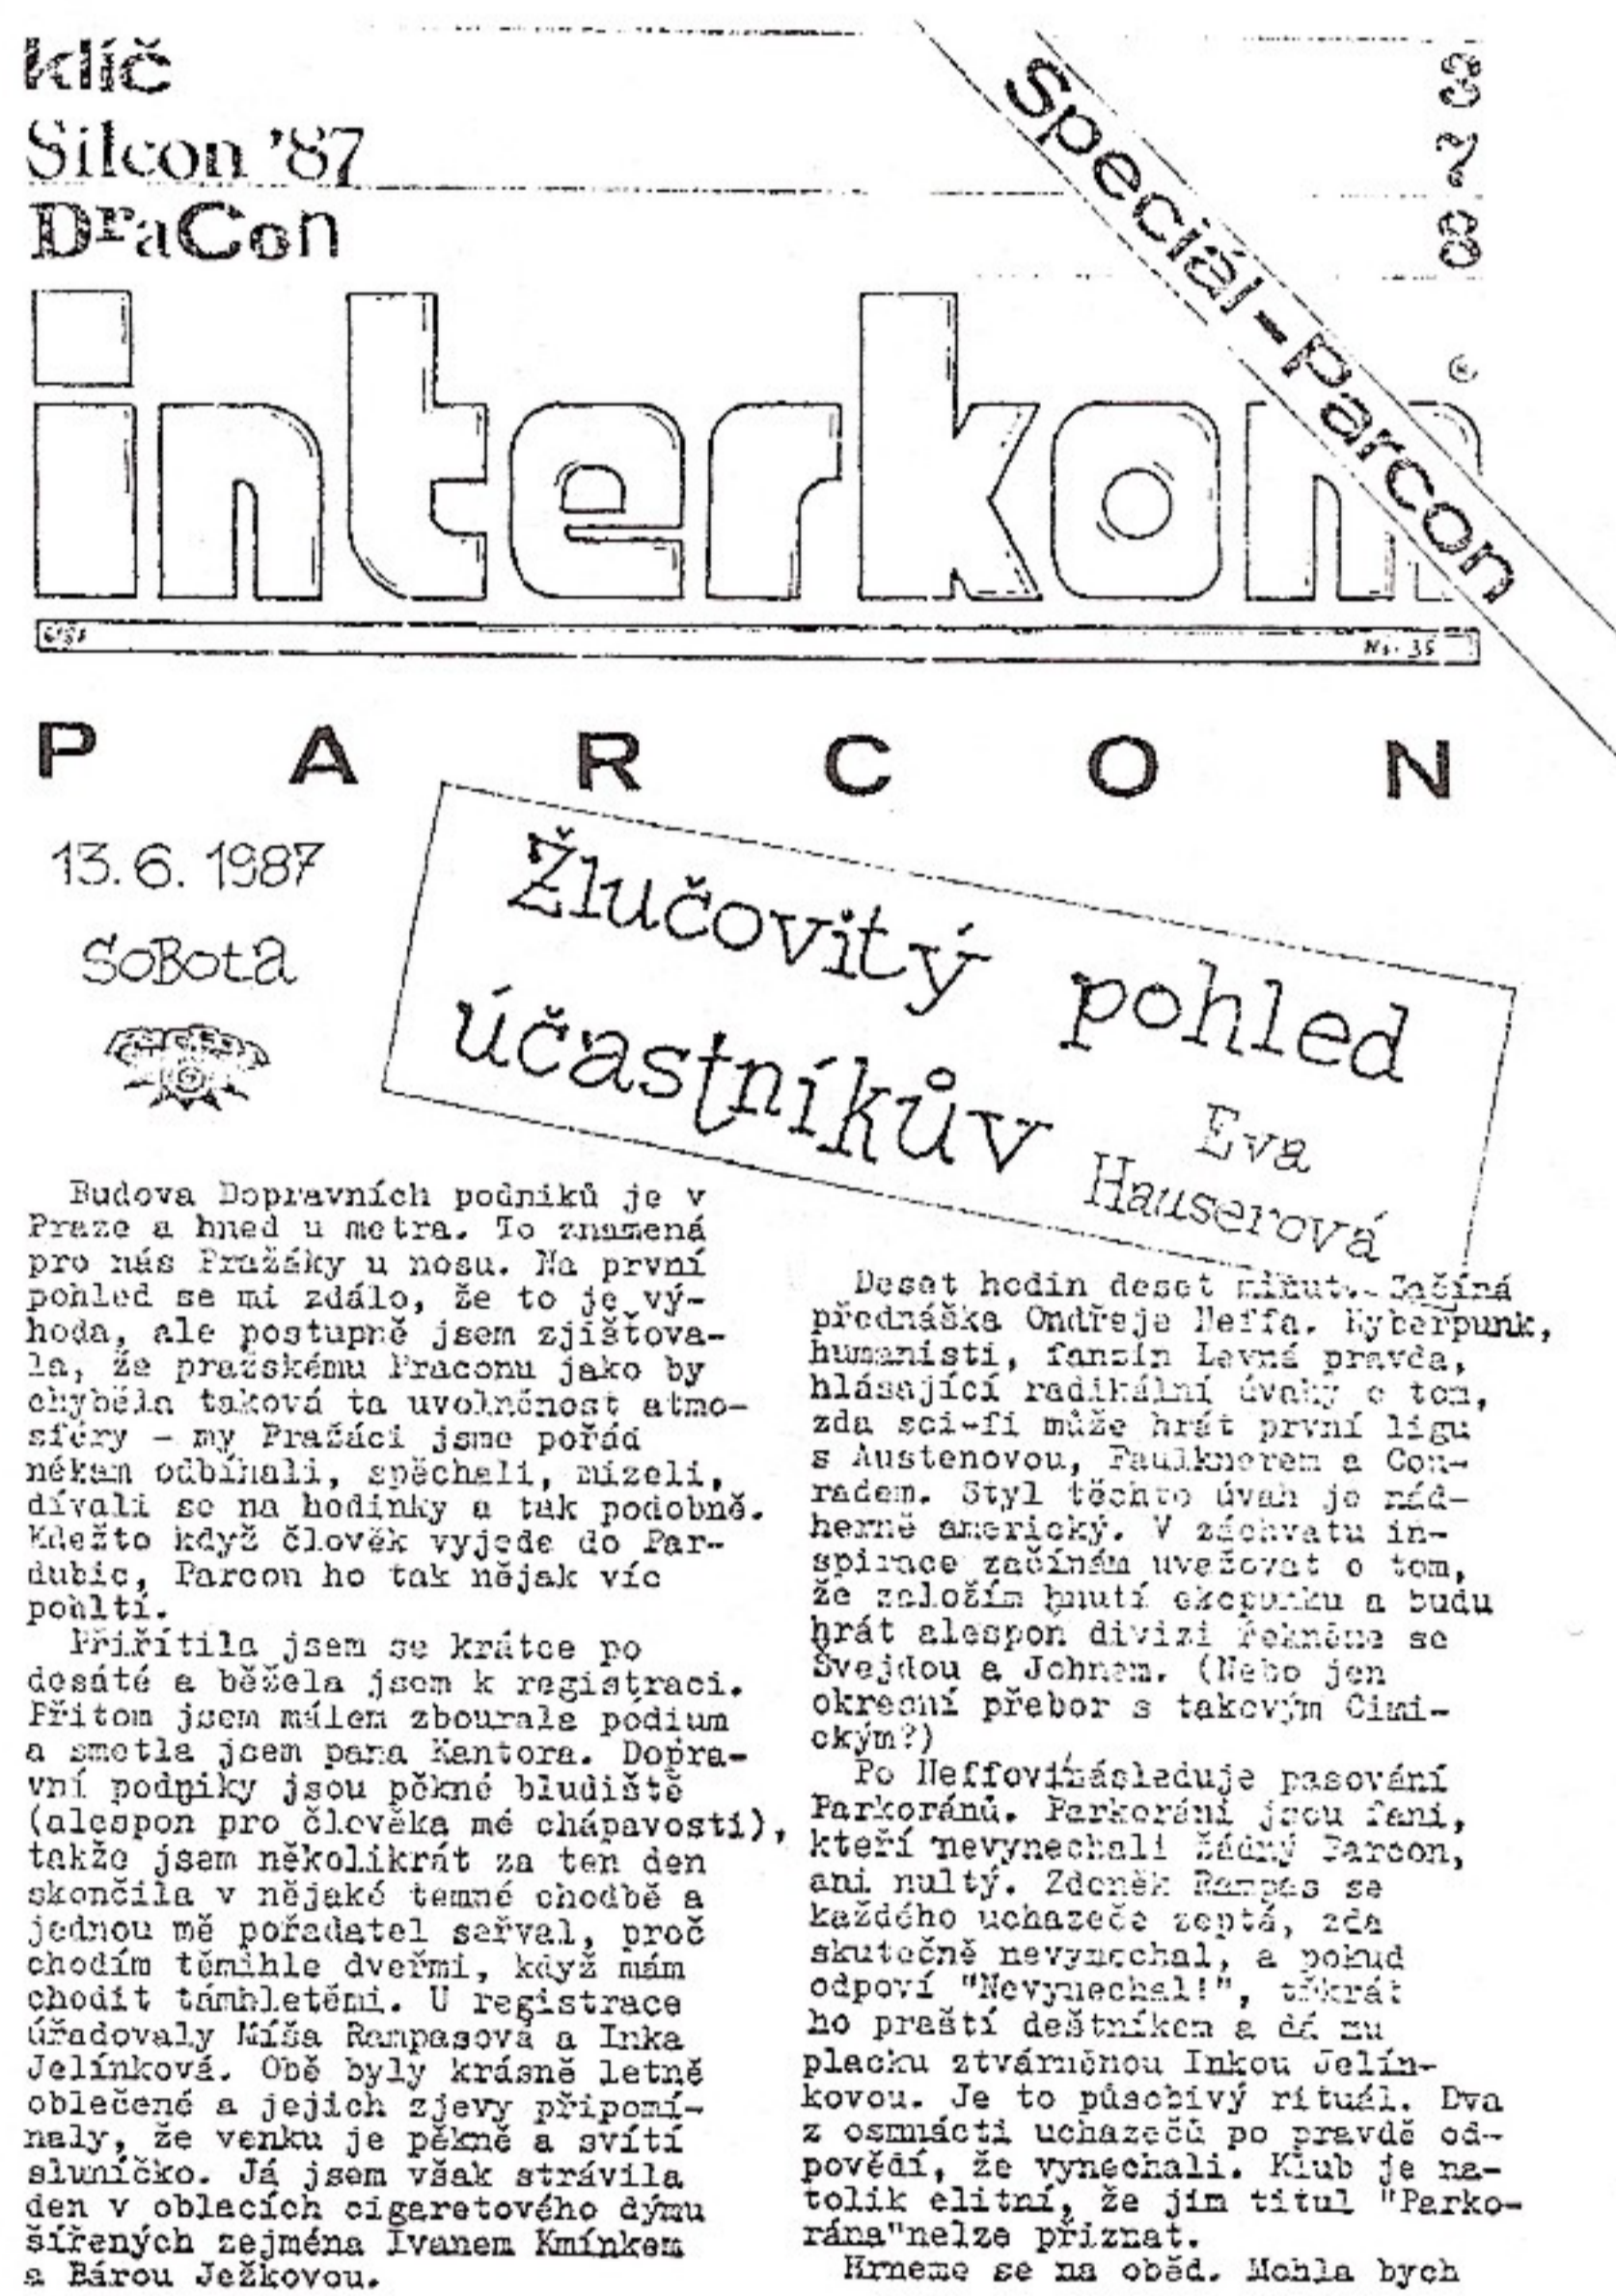 klíč
Silcon '87
DraCon
3
7
8
Speciál-parcon
interkom
®
No. 35
PARCON
13.6.1987
SoBota
Žlučovitý pohled
účastníkův
Eva
Hauserová
Budova Dopravních podniků je v
Praze a hned u metra. To znamená
pro nás Pražáky u nosu. Na první
pohled se mi zdálo, že to je vý-
hoda, ale postupně jsem zjišťova-
la, že pražskému Praconu jako by
chyběla taková ta uvolněnost atmo-
sféry - my Pražáci jsme pořád
někam odbíhali, spěchali, mizeli,
dívali se na hodinky a tak podobně.
Kdežto když člověk vyjede do Par-
dubic, Parcon ho tak nějak víc
pohltí.
Přiřítila jsem se krátce po
desáté a běžela jsem k registraci.
Přitom jsem málem zbourala pódium
a smetla jsem pana Kantora. Dopra-
vní podniky jsou pěkné bludiště
(alespon pro člověka mé chápavosti),
takže jsem několikrát za ten den
skončila v nějaké temné chodbě a
jednou mě pořadatel seřval, proč
chodím těmihle dveřmi, když mám
chodit támhletěmi. U registrace
úřadovaly Míša Rampasová a Inka
Jelínková. Obě byly krásně letně
oblečené a jejich zjevy připomí-
naly, že venku je pěkně a svítí
sluníčko. Já jsem však strávila
den v oblacích cigaretového dýmu
šířených zejména Ivanem Kmínkem
a Bárou Ježkovou.
Deset hodin deset minut. Začíná
přednáška Ondřeje Neffa. Kyberpunk,
humanisti, fanzin Levná pravda,
hlásající radikální úvahy o tom,
zda sci-fi může hrát první ligu
s Austenovou, Faulknerem a Con-
radem. Styl těchto úvah je nád-
herně americký. V záchvatu in-
spirace začínám uvažovat o tom,
že založím hnutí ekopunku a budu
hrát alespon divizi řekněme se
Švejdou a Johnem. (Nebo jen
okresní přebor s takovým Cimi-
ckým?)
Po Neffovi následuje pasování
Parkoránů. Parkoráni jsou fani,
kteří nevynechali žádný Parcon,
ani nultý. Zdeněk Rampas se
každého uchazeče zeptá, zda
skutečně nevynechal, a pokud
odpoví "Nevynechal!", třikrát
ho praští deštníkem a dá mu
placku ztvárněnou Inkou Jelín-
kovou. Je to působivý rituál. Dva
z osmnácti uchazečů po pravdě od-
povědí, že vynechali. Klub je na-
tolik elitní, že jim titul "Parko-
rána"nelze přiznat.
Hrneme se na oběd. Mohla bych